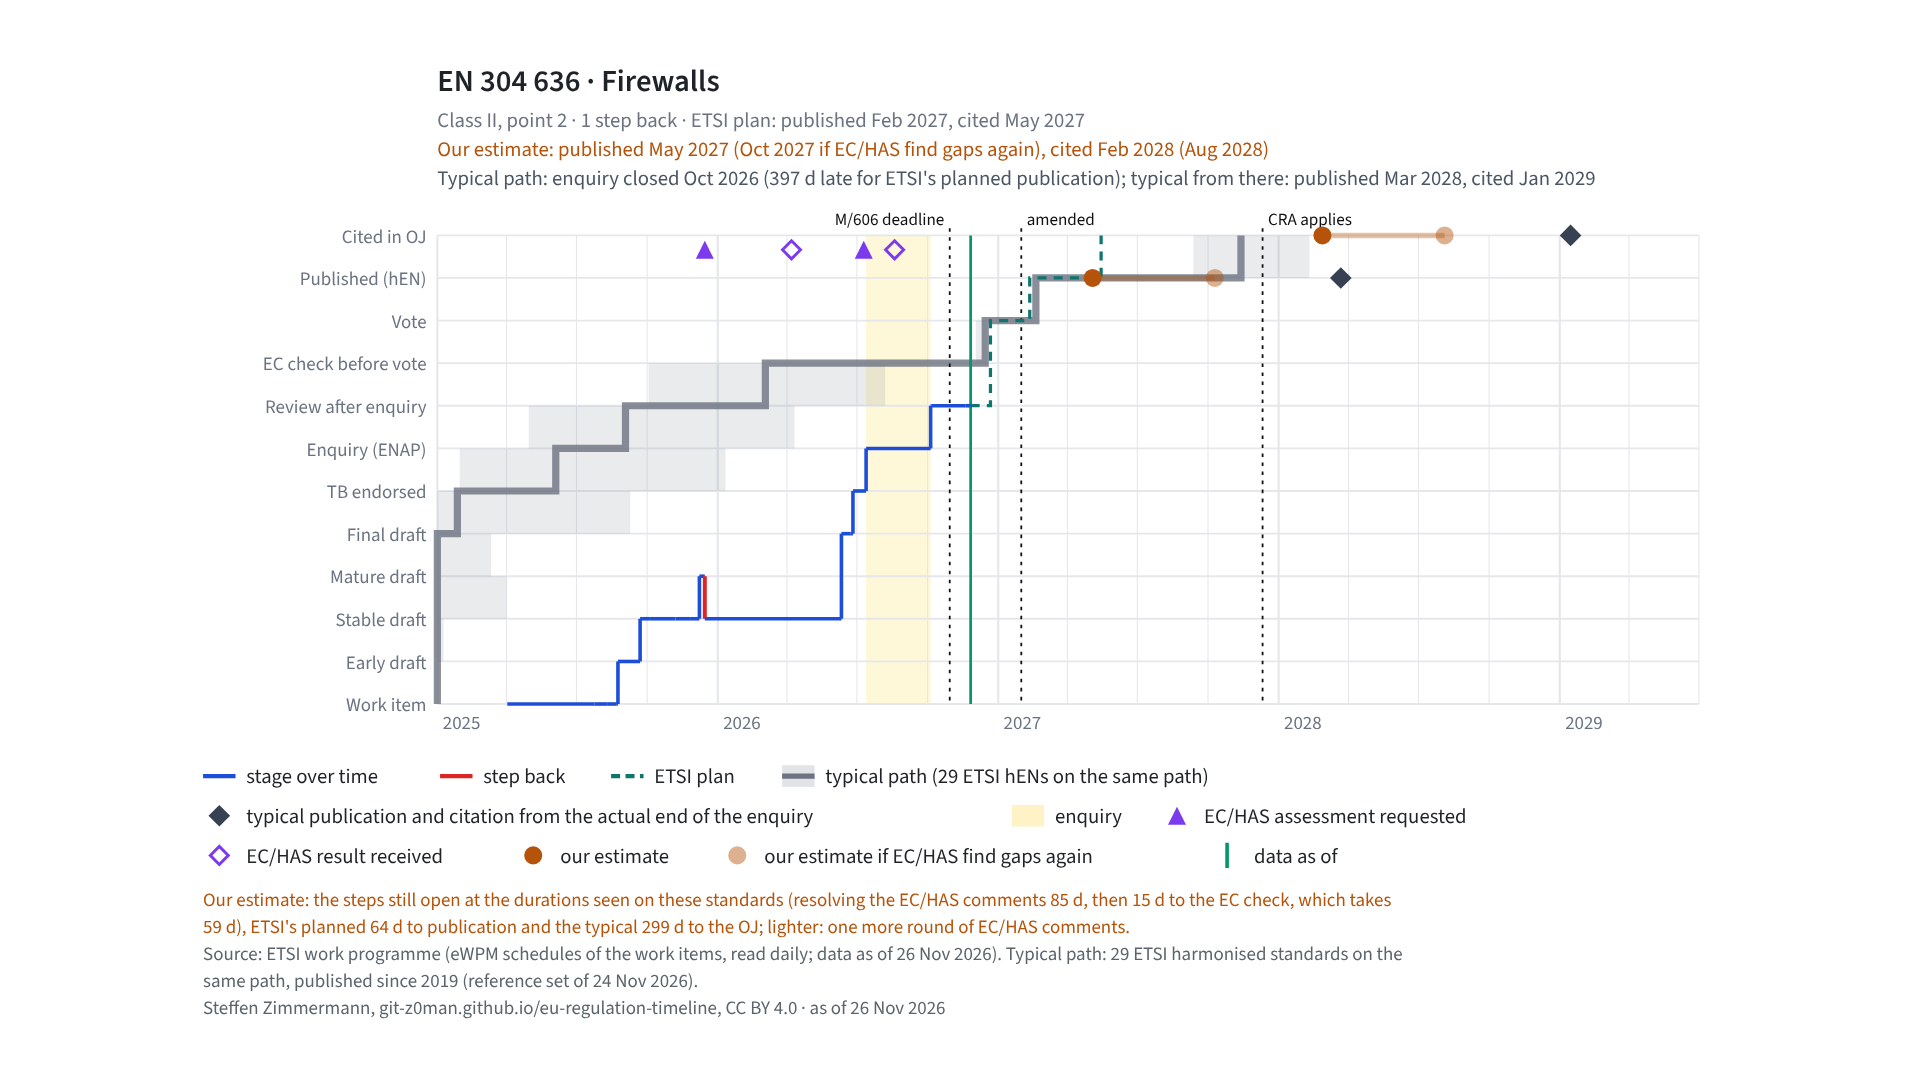 EN 304 636 · Firewalls
Class II, point 2 · 1 step back · ETSI plan: published Feb 2027, cited May 2027
Our estimate: published May 2027 (Oct 2027 if EC/HAS find gaps again), cited Feb 2028 (Aug 2028)
Typical path: enquiry closed Oct 2026 (397 d late for ETSI's planned publication); typical from there: published Mar 2028, cited Jan 2029
M/606 deadline amended CRA applies
Cited in OJ
Published (hEN)
Vote
EC check before vote
Review after enquiry
Enquiry (ENAP)
TB endorsed
Final draft
Mature draft
Stable draft
Early draft
Work item
2025 2026 2027 2028 2029
stage over time step back ETSI plan typical path (29 ETSI hENs on the same path)
typical publication and citation from the actual end of the enquiry enquiry EC/HAS assessment requested
EC/HAS result received our estimate our estimate if EC/HAS find gaps again data as of
Our estimate: the steps still open at the durations seen on these standards (resolving the EC/HAS comments 85 d, then 15 d to the EC check, which takes
59 d), ETSI's planned 64 d to publication and the typical 299 d to the OJ; lighter: one more round of EC/HAS comments.
Source: ETSI work programme (eWPM schedules of the work items, read daily; data as of 26 Nov 2026). Typical path: 29 ETSI harmonised standards on the
same path, published since 2019 (reference set of 24 Nov 2026).
Steffen Zimmermann, git-z0man.github.io/eu-regulation-timeline, CC BY 4.0 · as of 26 Nov 2026